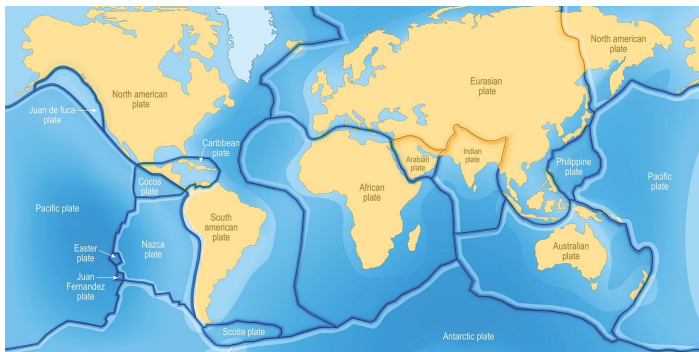 North american
plate
Eurasian
plate
North american
plate
Juan de fuca
plate
Caribbean
plate
Cocos
plate
Arabian
plate
Indian
plate
Philippine
plate
Pacific
plate
African
plate
Pacific plate
South
american
plate
Nazca
plate
Easter
plate
Juan
Fernandez
plate
Australian
plate
Scotia plate
Antarctic plate